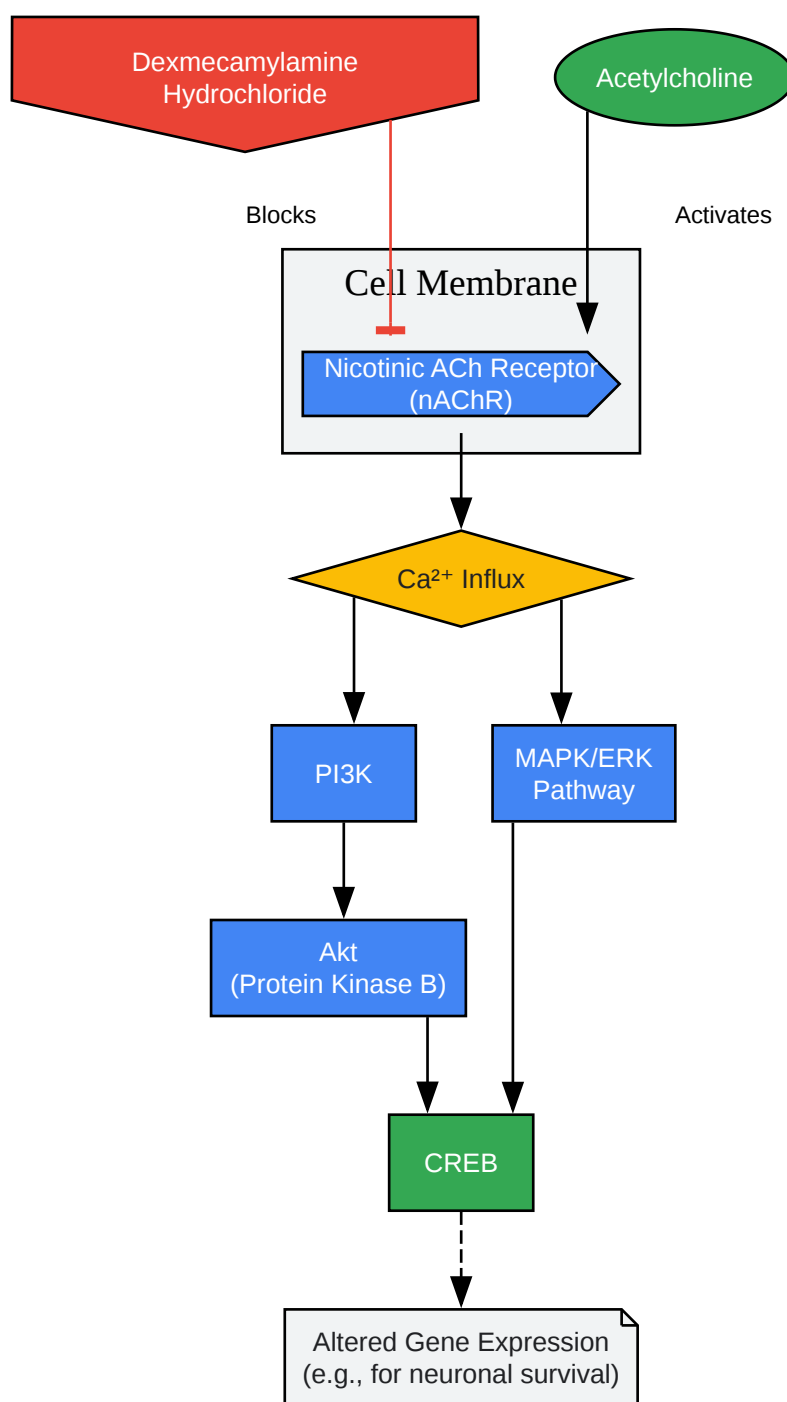 Dexmecamylamine
Hydrochloride
Acetylcholine
Blocks
Activates
Cell Membrane
Nicotinic ACh Receptor
(nAChR)
Ca²⁺ Influx
PI3K
MAPK/ERK
Pathway
Akt
(Protein Kinase B)
CREB
Altered Gene Expression
(e.g., for neuronal survival)